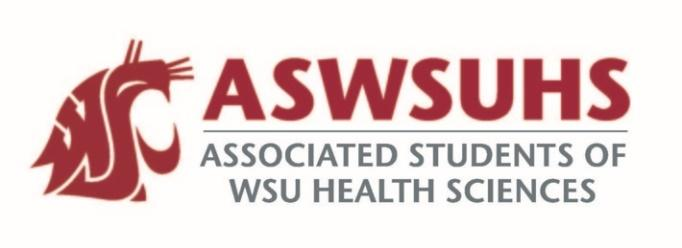 ASWSUHS
ASSOCIATED STUDENTS OF
WSU HEALTH SCIENCES